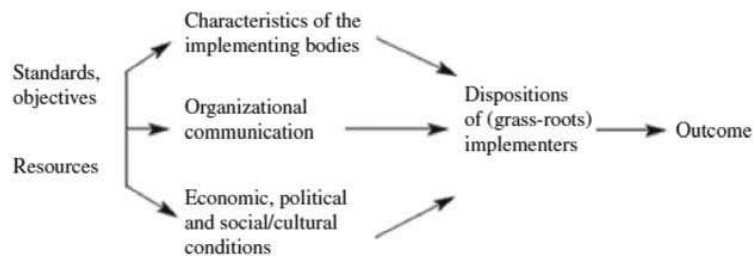 Standards,
objectives
Resources
Characteristics of the
implementing bodies
Organizational
communication
Economic, political
and social/cultural
conditions
Dispositions
of (grass-roots)
implementers
Outcome